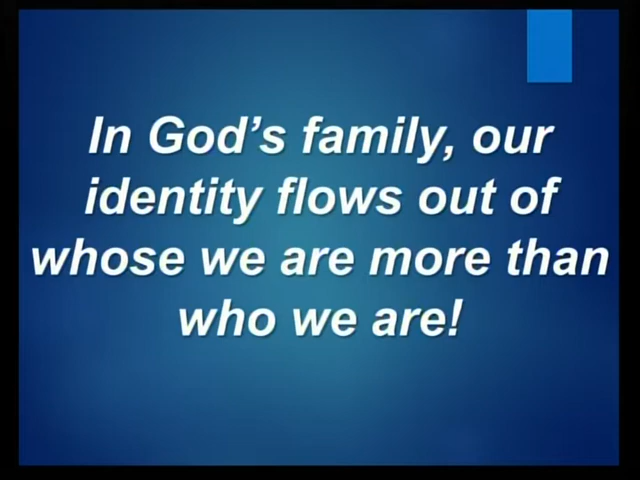 In God’s family, our
identity flows out of
whose we are more than
who we are!